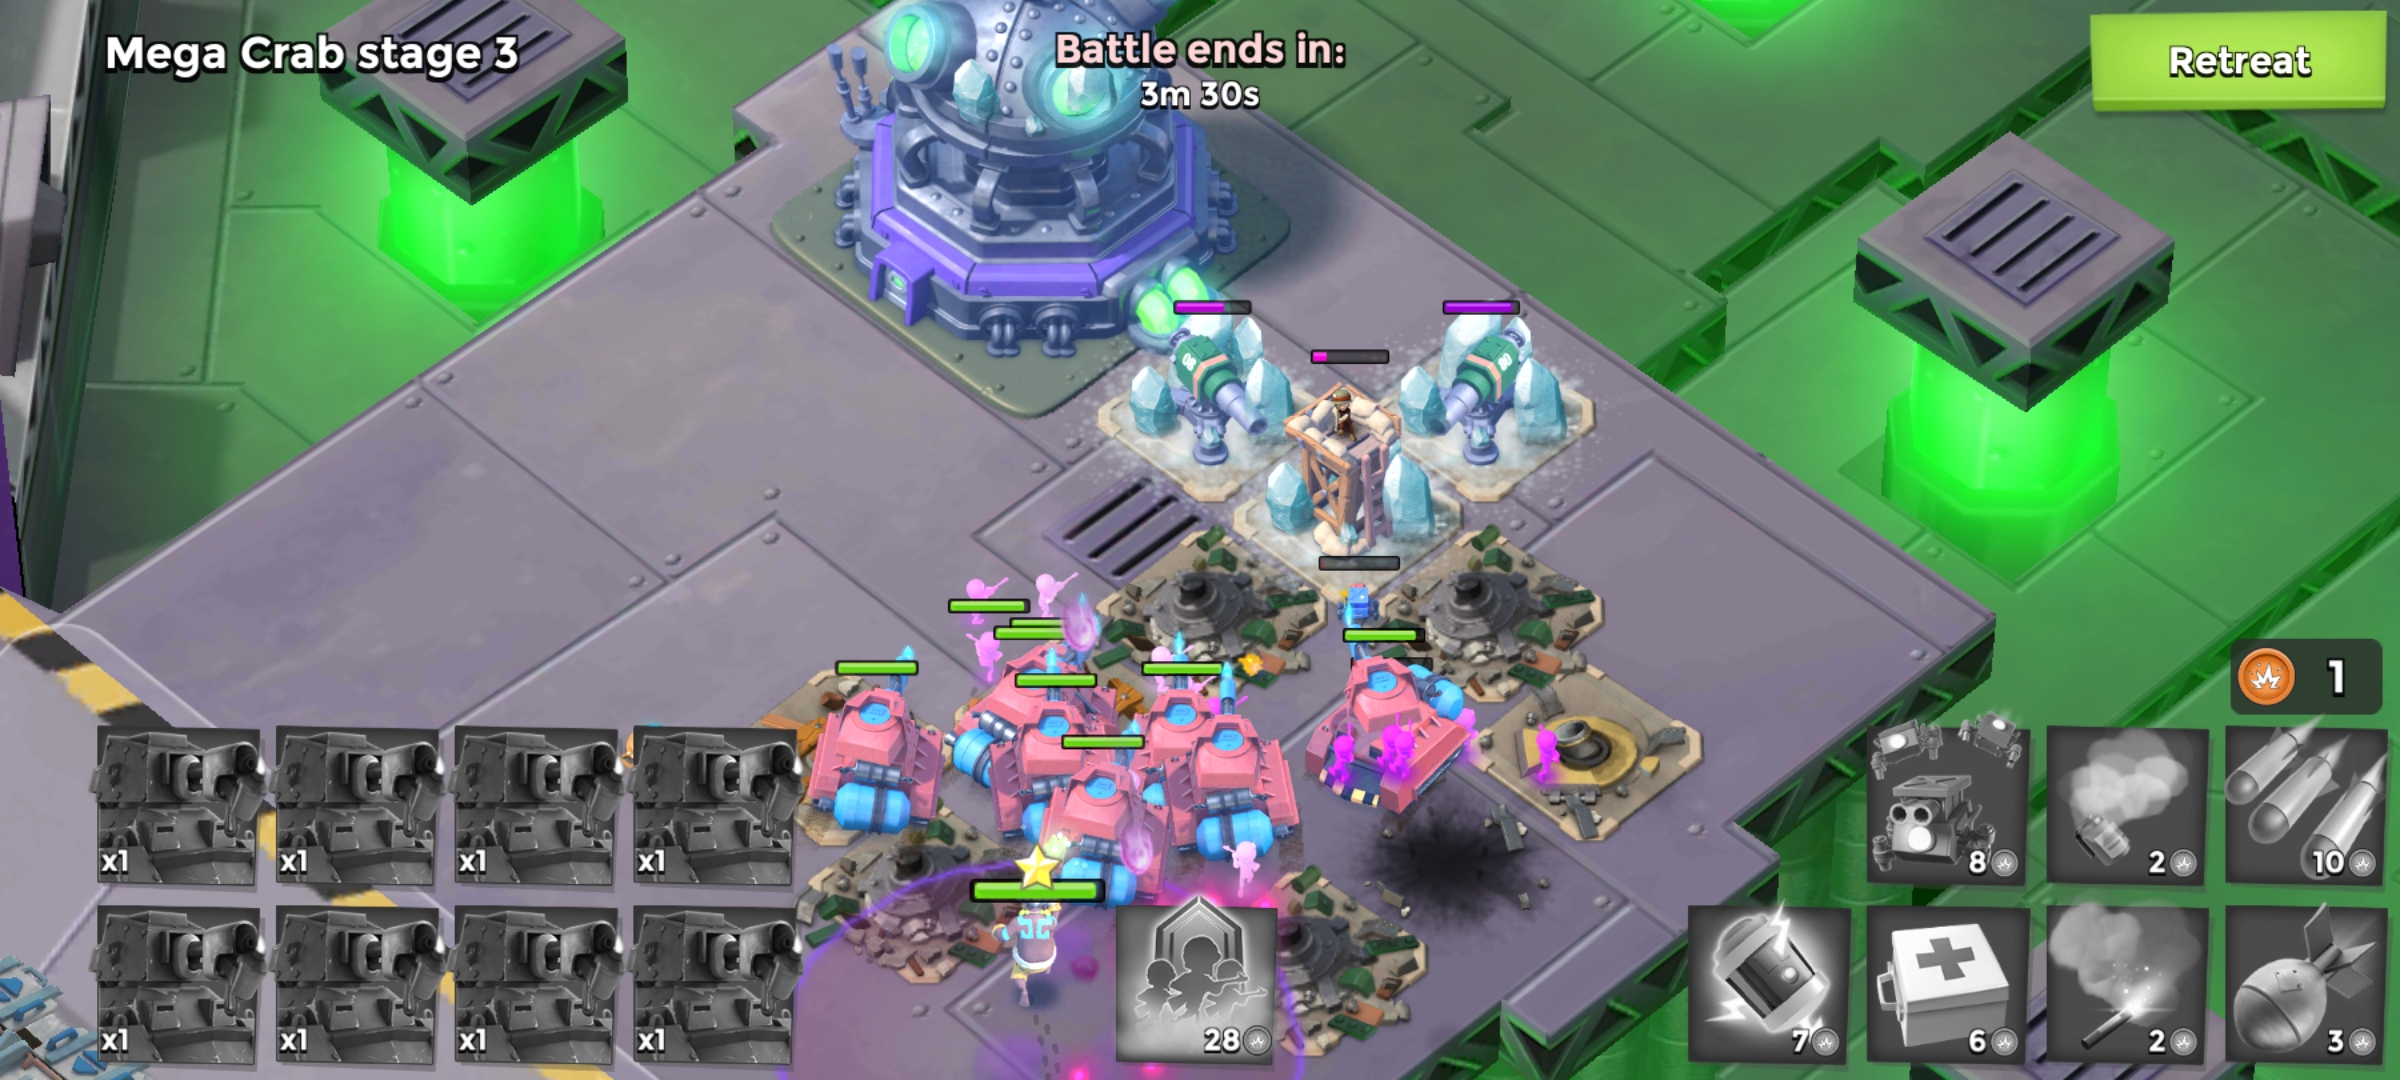 Mega Crab stage 3
Battle ends in:
3m 30s
Retreat
1
x1
x1
x1
x1
8
2
10
x1
x1
x1
x1
28
7
6
2
3